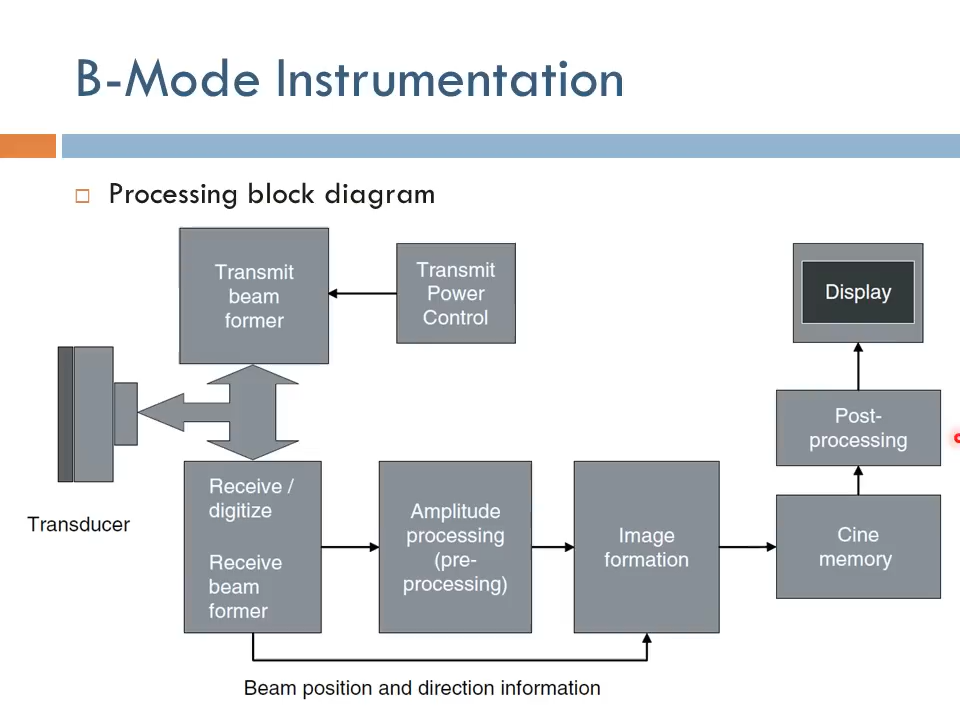 B-Mode Instrumentation
Processing block diagram
Transmit
beam
former
Transmit
Power
Control
Display
Post-
processing
Transducer
Receive /
digitize
Receive
beam
former
Amplitude
processing
(pre-
processing)
Image
formation
Cine
memory
Beam position and direction information